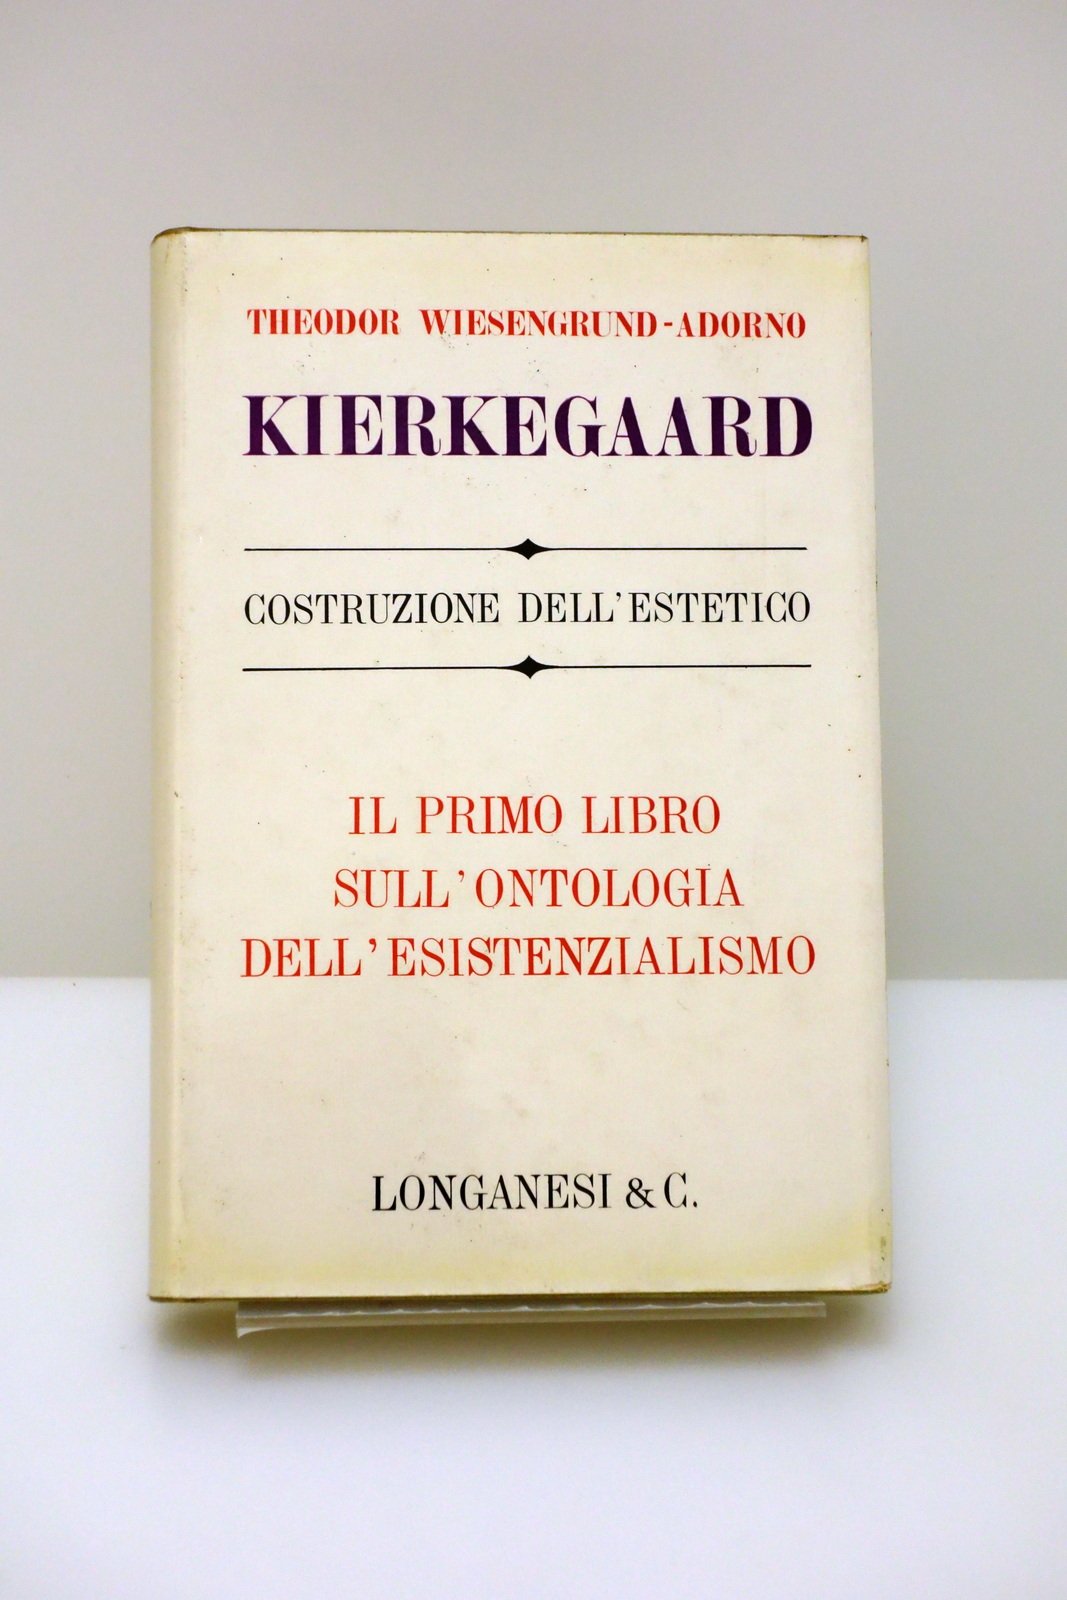 THEODOR WIESENGRUND-ADORNO
KIERKEGAARD
COSTRUZIONE DELL'ESTETICO
IL PRIMO LIBRO
SULL'ONTOLOGIA
DELL'ESISTENZIALISMO
LONGANESI & C.